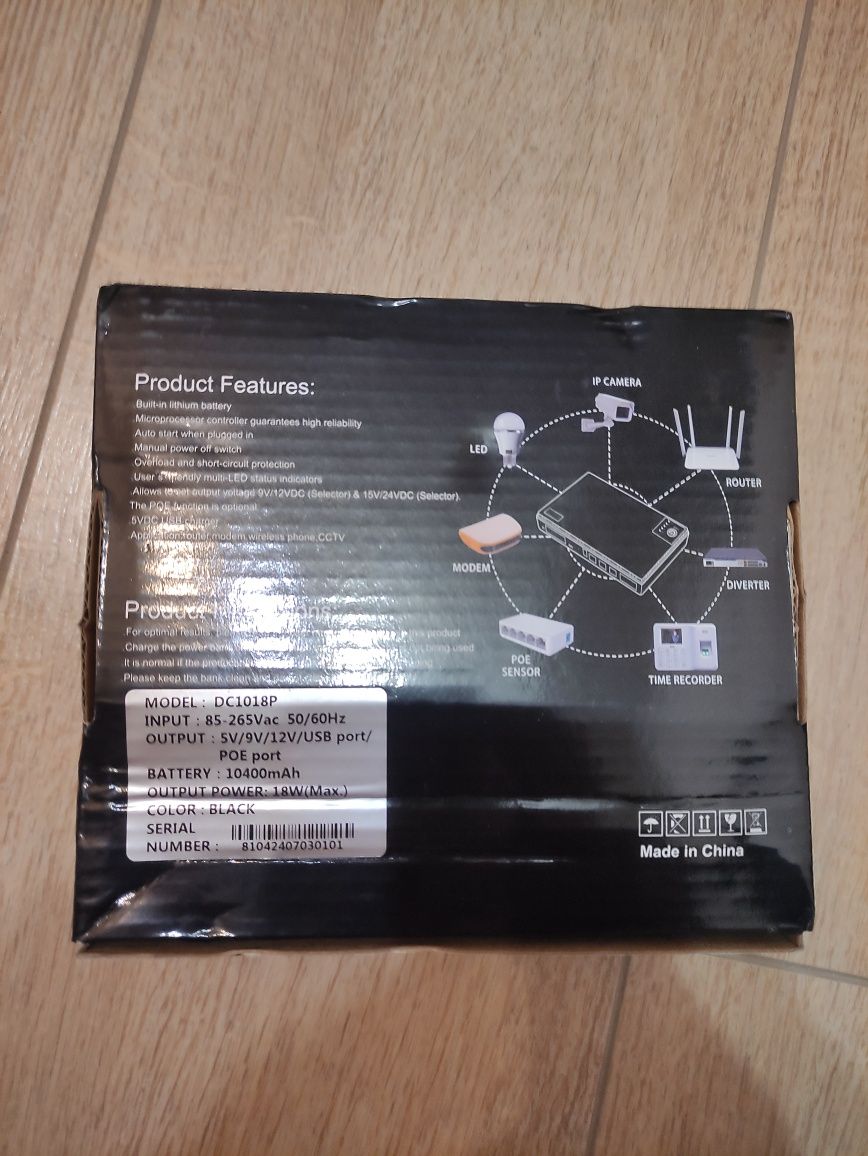 Product Features:
Built-in lithium battery
Microprocessor controller guarantees high reliability
Auto start when plugged in
Manual power off switch
Overload and short-circuit protection
User friendly multi-LED status indicators
Allows to set output voltage 9V/12VDC (Selector) & 15V/24VDC (Selector).
The POE function is optional
5VDC USB
Application:router modem wireless phone,CCTV
Product
For optimal results this product
Charge the power being used
It is normal if the
Please keep the
MODEL : DC1018P
INPUT : 85-265Vac 50/60Hz
OUTPUT : 5V/9V/12V/USB port/
POE port
BATTERY : 10400mAh
OUTPUT POWER: 18W(Max.)
COLOR : BLACK
SERIAL
NUMBER : 81042407030101
IP CAMERA
LED
ROUTER
MODEM
DIVERTER
POE
SENSOR
TIME RECORDER
Made in China